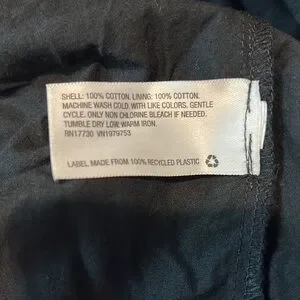 SHELL: 100% COTTON, LINING: 100% COTTON.
MACHINE WASH COLD, WITH LIKE COLORS, GENTLE
CYCLE. ONLY NON CHLORINE BLEACH IF NEEDED.
TUMBLE DRY LOW, WARM IRON.
RN17730 VN1979753
LABEL MADE FROM 100% RECYCLED PLASTIC